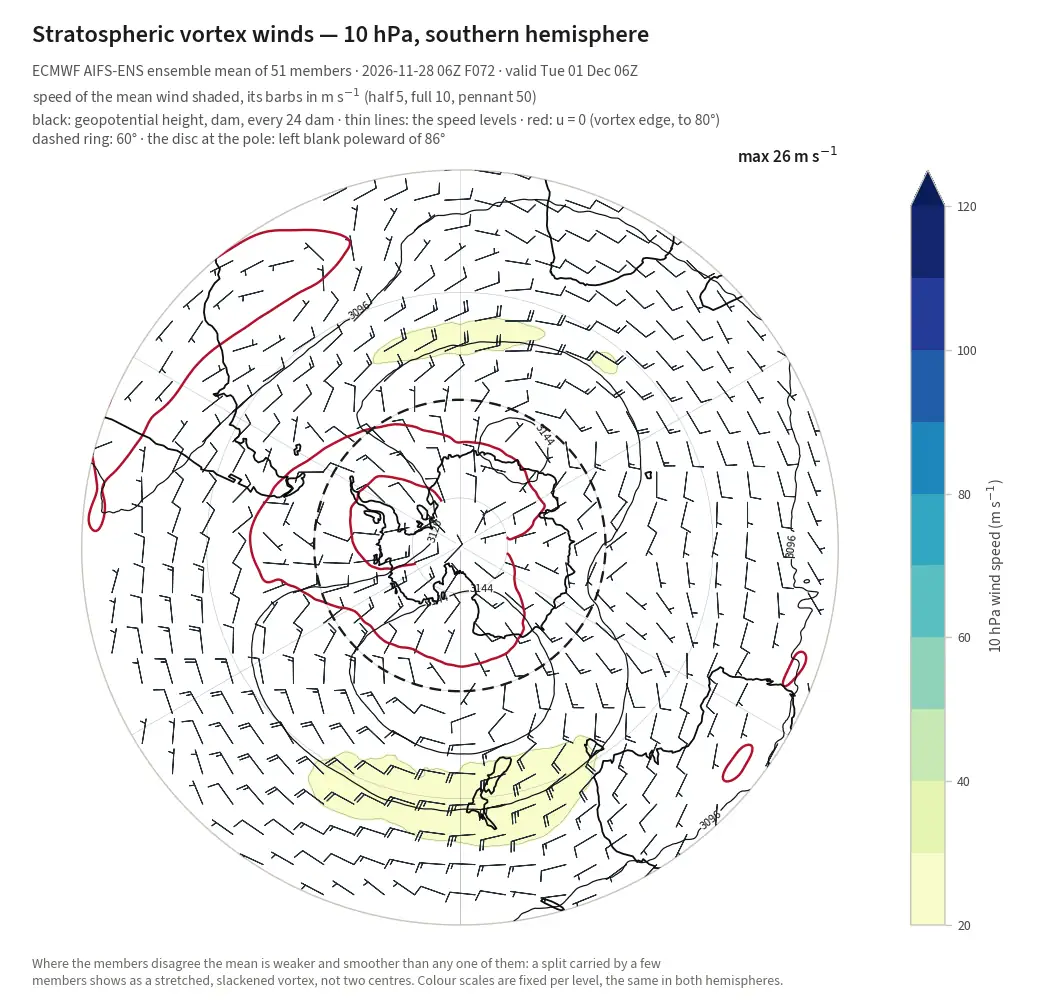 Stratospheric vortex winds — 10 hPa, southern hemisphere
ECMWF AIFS-ENS ensemble mean of 51 members · 2026-11-28 06Z F072 · valid Tue 01 Dec 06Z
speed of the mean wind shaded, its barbs in m s⁻¹ (half 5, full 10, pennant 50)
black: geopotential height, dam, every 24 dam · thin lines: the speed levels · red: u = 0 (vortex edge, to 80°)
dashed ring: 60° · the disc at the pole: left blank poleward of 86°
max 26 m s⁻¹
120
100
80
60
40
20
10 hPa wind speed (m s⁻¹)
3096
3144
3096
3144
3096
Where the members disagree the mean is weaker and smoother than any one of them: a split carried by a few
members shows as a stretched, slackened vortex, not two centres. Colour scales are fixed per level, the same in both hemispheres.